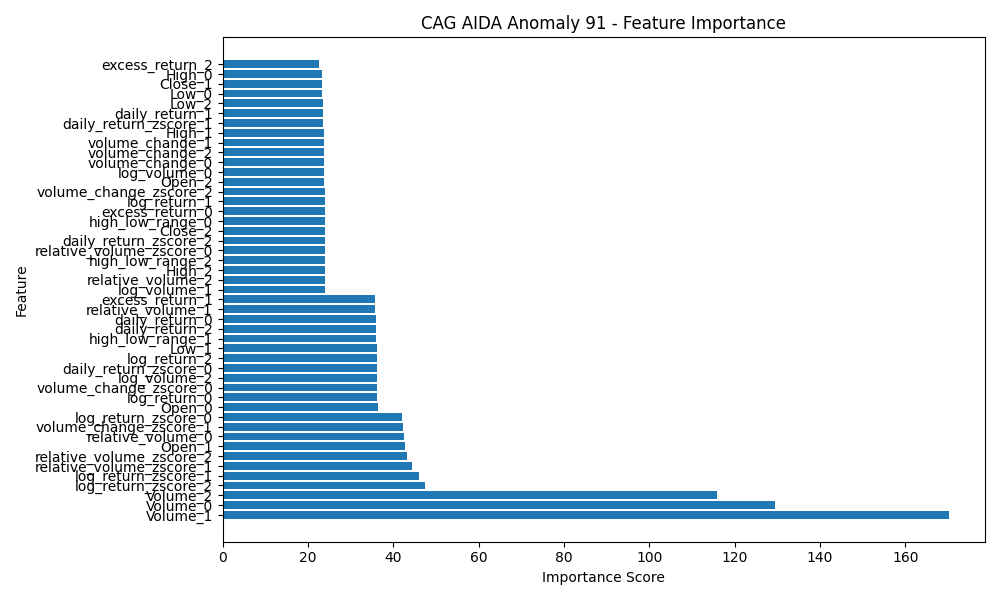 CAG AIDA Anomaly 91 - Feature Importance
excess_return_2
High_0
Close_1
Low_0
Low_2
daily_return_1
daily_return_zscore_1
High_1
volume_change_1
volume_change_2
volume_change_0
log_volume_0
Open_2
volume_change_zscore_2
log_return_1
excess_return_0
high_low_range_0
Close_2
daily_return_zscore_2
relative_volume_zscore_0
high_low_range_2
High_2
relative_volume_2
log_volume_1
excess_return_1
relative_volume_1
daily_return_0
daily_return_2
high_low_range_1
Low_1
log_return_2
daily_return_zscore_0
log_volume_2
volume_change_zscore_0
log_return_0
Open_0
log_return_zscore_0
volume_change_zscore_1
relative_volume_0
Open_1
relative_volume_zscore_2
relative_volume_zscore_1
log_return_zscore_1
log_return_zscore_2
Volume_2
Volume_0
Volume_1
Feature
0 20 40 60 80 100 120 140 160
Importance Score